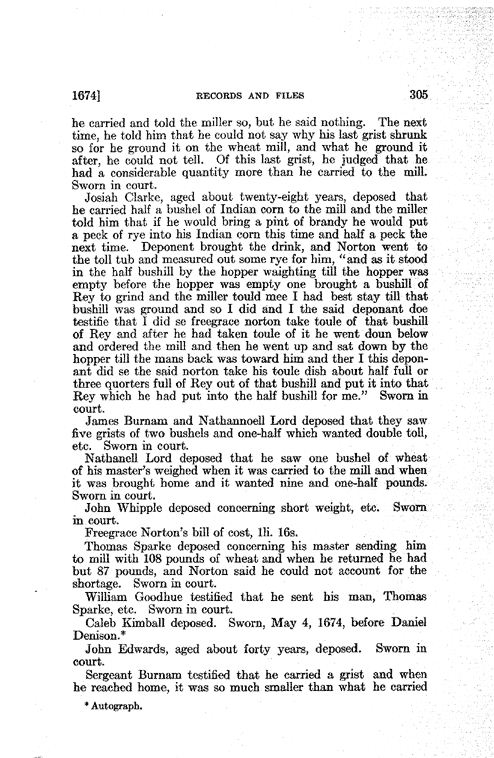 1674] RECORDS AND FILES 305
he carried and told the miller so, but he said nothing. The next
time, he told him that he could not say why his last grist shrunk
so for he ground it on the wheat mill, and what he ground it
after, he could not tell. Of this last grist, he judged that he
had a considerable quantity more than he carried to the mill.
Sworn in court.
Josiah Clarke, aged about twenty-eight years, deposed that
he carried half a bushel of Indian corn to the mill and the miller
told him that if he would bring a pint of brandy he would put
a peck of rye into his Indian corn this time and half a peck the
next time. Deponent brought the drink, and Norton went to
the toll tub and measured out some rye for him, "and as it stood
in the half bushill by the hopper waighting till the hopper was
empty before the hopper was empty one brought a bushill of
Rey to grind and the miller tould mee I had best stay till that
bushill was ground and so I did and I the said deponant doe
testifie that I did se freegrace norton take toule of that bushill
of Rey and after he had taken toule of it he went doun below
and ordered the mill and then he went up and sat down by the
hopper till the mans back was toward him and ther I this depon-
ant did se the said norton take his toule dish about half full or
three quorters full of Rey out of that bushill and put it into that
Rey which he had put into the half bushill for me." Sworn in
court.
James Burnam and Nathannoell Lord deposed that they saw
five grists of two bushels and one-half which wanted double toll,
etc. Sworn in court.
Nathanell Lord deposed that he saw one bushel of wheat
of his master's weighed when it was carried to the mill and when
it was brought home and it wanted nine and one-half pounds.
Sworn in court.
John Whipple deposed concerning short weight, etc. Sworn
in court.
Freegrace Norton's bill of cost, 1li. 16s.
Thomas Sparke deposed concerning his master sending him
to mill with 108 pounds of wheat and when he returned he had
but 87 pounds, and Norton said he could not account for the
shortage. Sworn in court.
William Goodhue testified that he sent his man, Thomas
Sparke, etc. Sworn in court.
Caleb Kimball deposed. Sworn, May 4, 1674, before Daniel
Denison.*
John Edwards, aged about forty years, deposed. Sworn in
court.
Sergeant Burnam testified that he carried a grist and when
he reached home, it was so much smaller than what he carried
* Autograph.